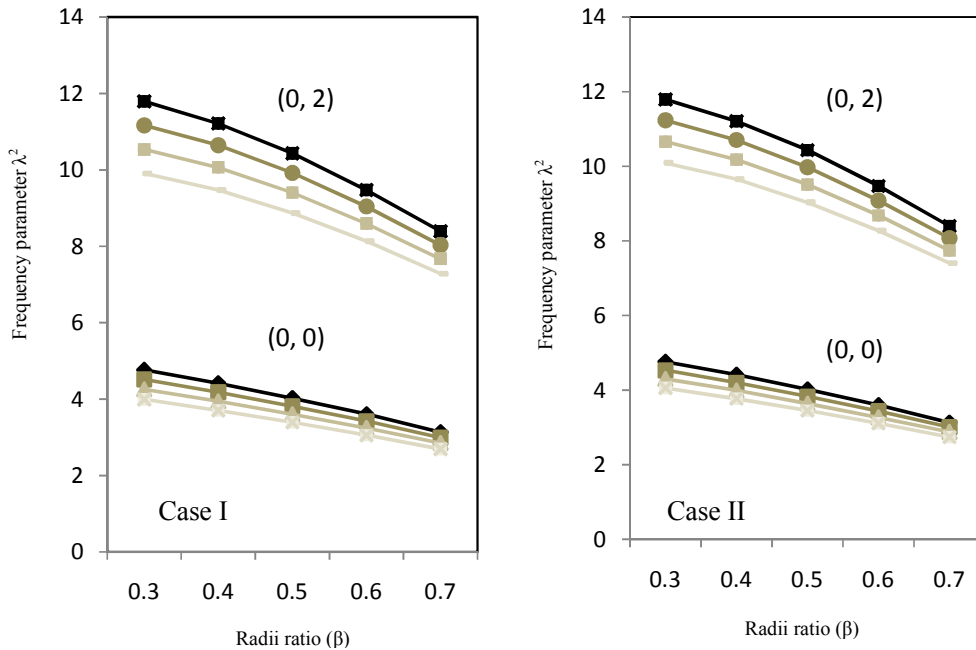 14
12
10
8
6
4
2
0
Frequency parameter λ²
(0, 2)
(0, 0)
Case I
0.3 0.4 0.5 0.6 0.7
Radii ratio (β)
14
12
10
8
6
4
2
0
Frequency parameter λ²
(0, 2)
(0, 0)
Case II
0.3 0.4 0.5 0.6 0.7
Radii ratio (β)